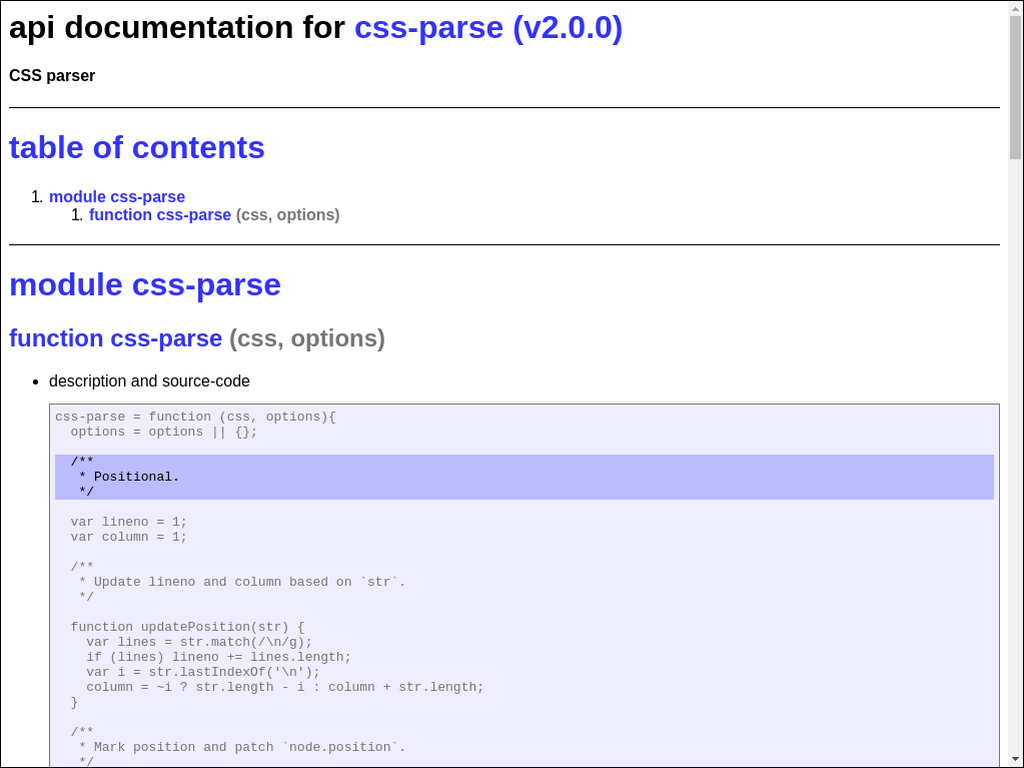 api documentation for css-parse (v2.0.0)
CSS parser
table of contents
1. module css-parse
1. function css-parse (css, options)
module css-parse
function css-parse (css, options)
• description and source-code
css-parse = function (css, options){
  options = options || {};
  /**
   * Positional.
   */
  var lineno = 1;
  var column = 1;
  /**
   * Update lineno and column based on `str`.
   */
  function updatePosition(str) {
    var lines = str.match(/\n/g);
    if (lines) lineno += lines.length;
    var i = str.lastIndexOf('\n');
    column = ~i ? str.length - i : column + str.length;
  }
  /**
   * Mark position and patch `node.position`.
   */